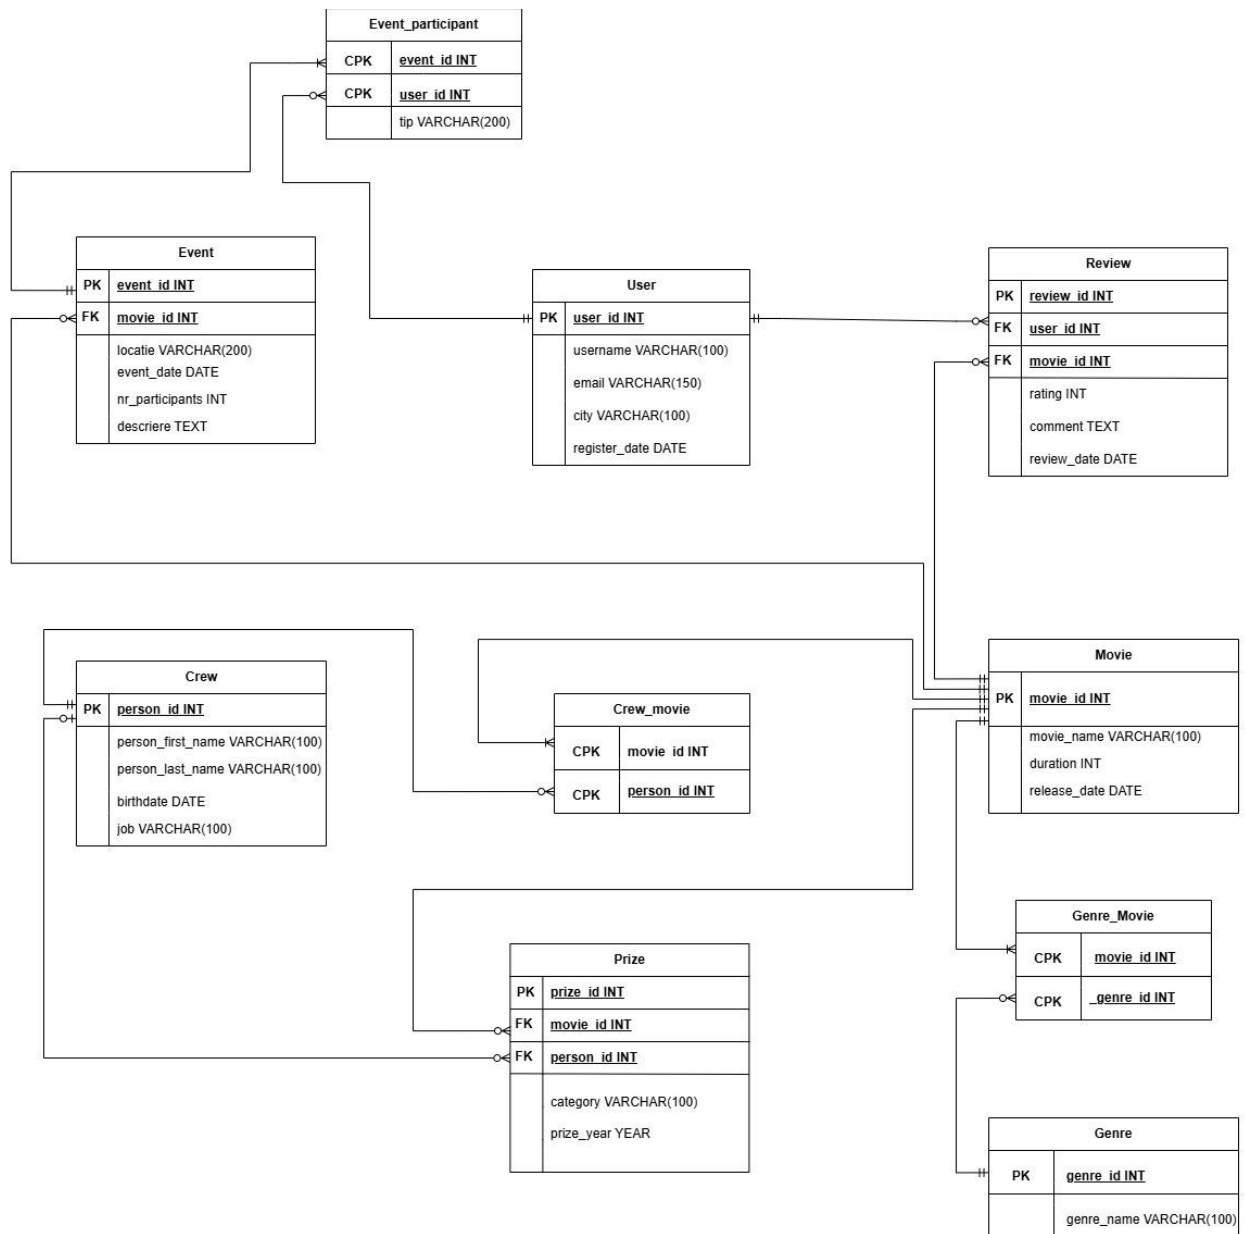 Event_participant
CPK event_id INT
CPK user_id INT
tip VARCHAR(200)
Event
PK event_id INT
FK movie_id INT
locatie VARCHAR(200)
event_date DATE
nr_participants INT
descriere TEXT
User
PK user_id INT
username VARCHAR(100)
email VARCHAR(150)
city VARCHAR(100)
register_date DATE
Review
PK review_id INT
FK user_id INT
FK movie_id INT
rating INT
comment TEXT
review_date DATE
Crew
PK person_id INT
person_first_name VARCHAR(100)
person_last_name VARCHAR(100)
birthdate DATE
job VARCHAR(100)
Crew_movie
CPK movie_id INT
CPK person_id INT
Movie
PK movie_id INT
movie_name VARCHAR(100)
duration INT
release_date DATE
Prize
PK prize_id INT
FK movie_id INT
FK person_id INT
category VARCHAR(100)
prize_year YEAR
Genre_Movie
CPK movie_id INT
CPK _genre_id INT
Genre
PK genre_id INT
genre_name VARCHAR(100)